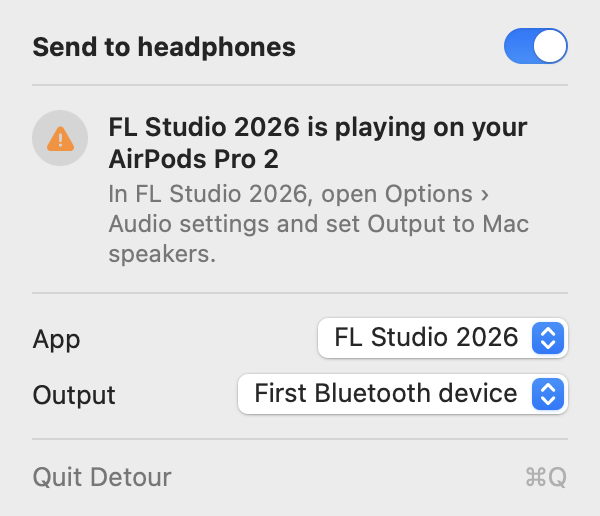 Send to headphones
FL Studio 2026 is playing on your
AirPods Pro 2
In FL Studio 2026, open Options ›
Audio settings and set Output to Mac
speakers.
App
FL Studio 2026
Output
First Bluetooth device
Quit Detour ⌘Q